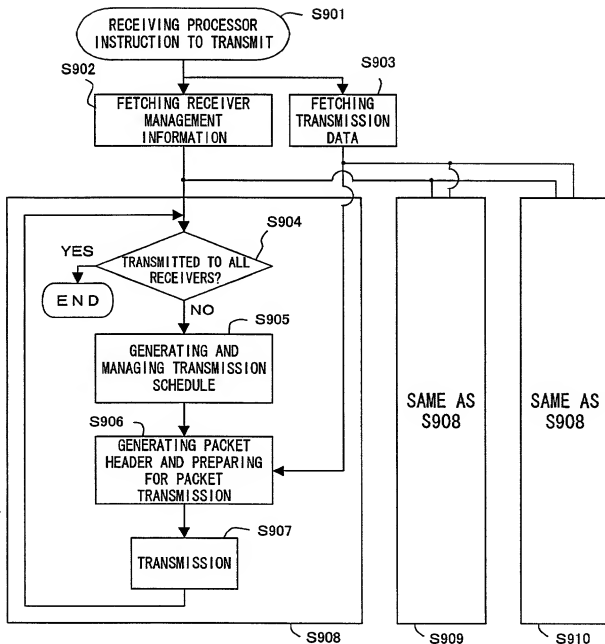 S901
RECEIVING PROCESSOR
INSTRUCTION TO TRANSMIT
S902
FETCHING RECEIVER
MANAGEMENT
INFORMATION
S903
FETCHING
TRANSMISSION
DATA
S904
TRANSMITTED TO ALL
RECEIVERS?
YES
END
NO
S905
GENERATING AND
MANAGING TRANSMISSION
SCHEDULE
S906
GENERATING PACKET
HEADER AND PREPARING
FOR PACKET
TRANSMISSION
S907
TRANSMISSION
S908
SAME AS
S908
S909
SAME AS
S908
S910